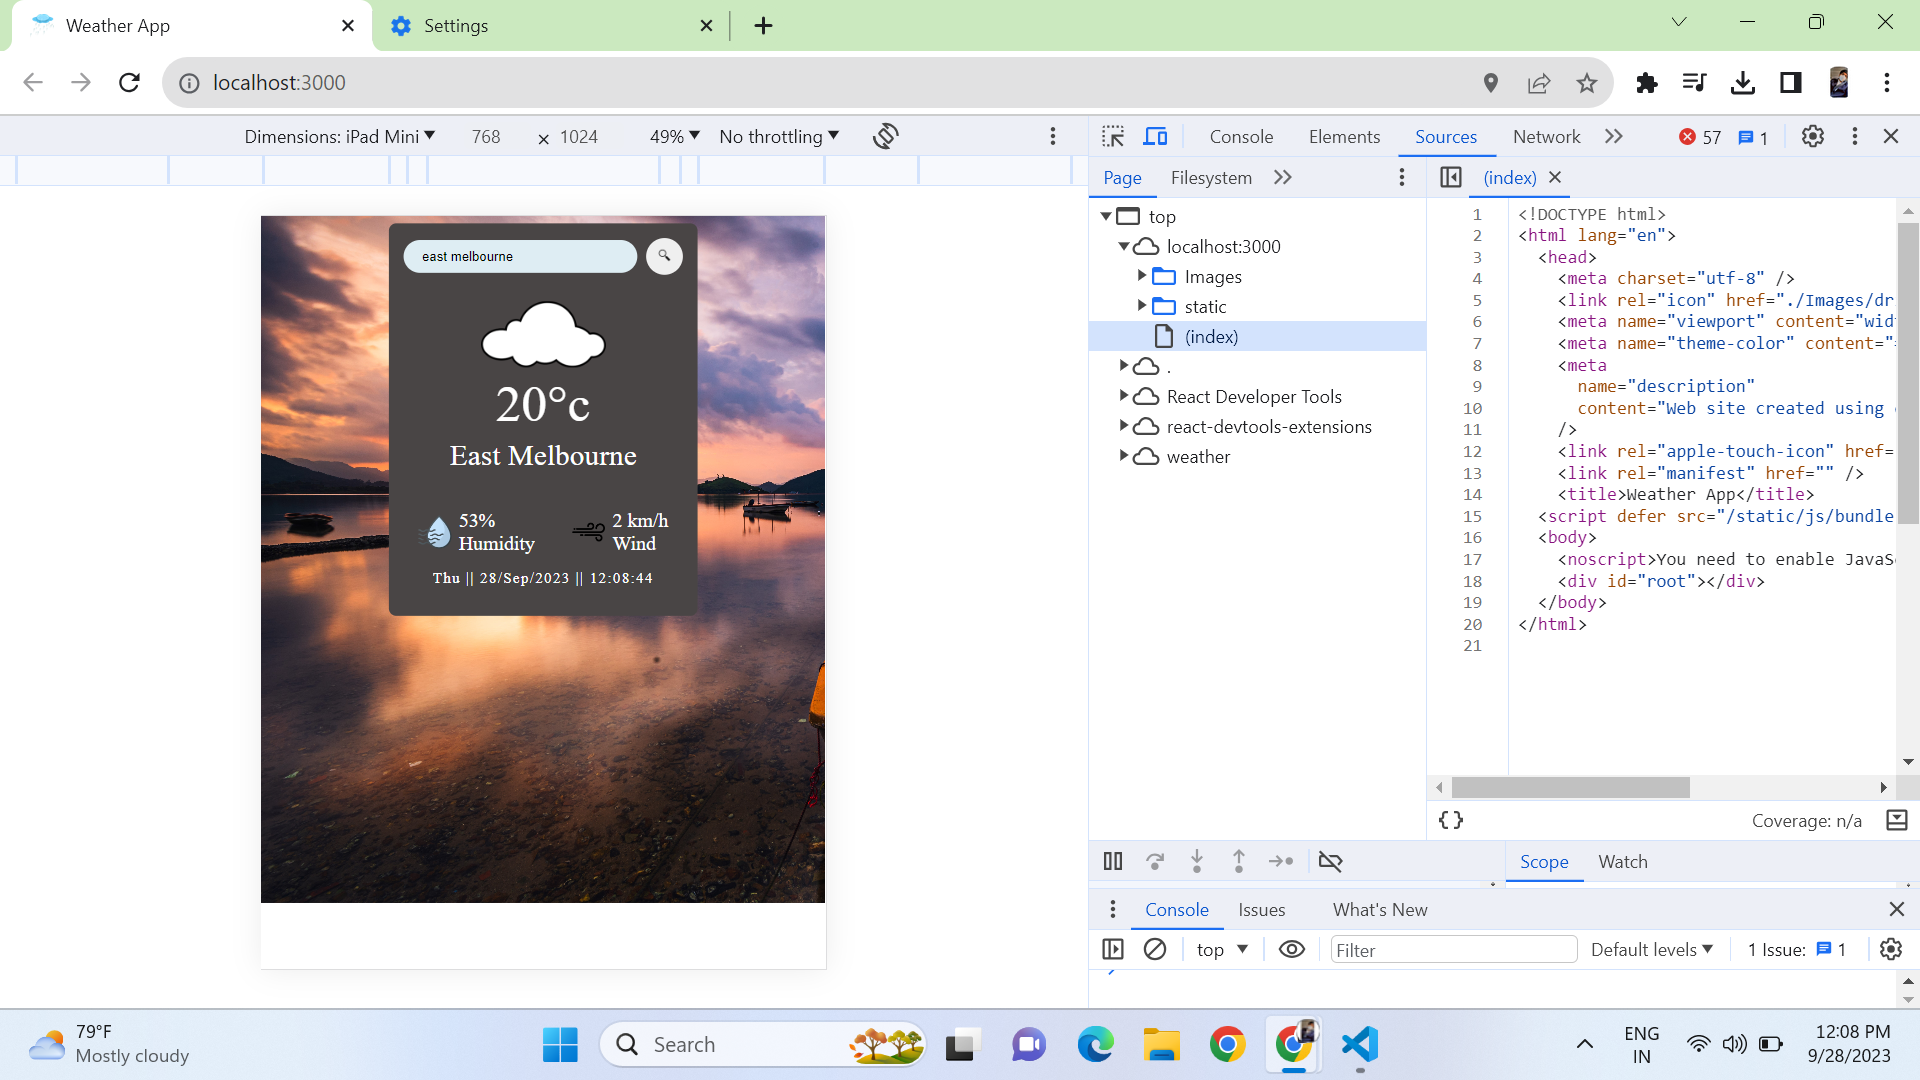 Weather App
Settings
localhost:3000
Dimensions: iPad Mini
768
×
1024
49%
No throttling
east melbourne
20°c
East Melbourne
53%
Humidity
2 km/h
Wind
Thu || 28/Sep/2023 || 12:08:44
Console
Elements
Sources
Network
57
1
Page
Filesystem
(index)
top
localhost:3000
Images
static
(index)
.
React Developer Tools
react-devtools-extensions
weather
1 <!DOCTYPE html>
2 <html lang="en">
3 <head>
4 <meta charset="utf-8" />
5 <link rel="icon" href="./Images/dr
6 <meta name="viewport" content="wid
7 <meta name="theme-color" content="
8 <meta
9 name="description"
10 content="Web site created using
11 />
12 <link rel="apple-touch-icon" href=
13 <link rel="manifest" href="" />
14 <title>Weather App</title>
15 <script defer src="/static/js/bundle
16 <body>
17 <noscript>You need to enable JavaS
18 <div id="root"></div>
19 </body>
20 </html>
21
{}
Coverage: n/a
Scope
Watch
Console
Issues
What's New
top
Filter
Default levels
1 Issue:
1
79°F
Mostly cloudy
Search
ENG
IN
12:08 PM
9/28/2023